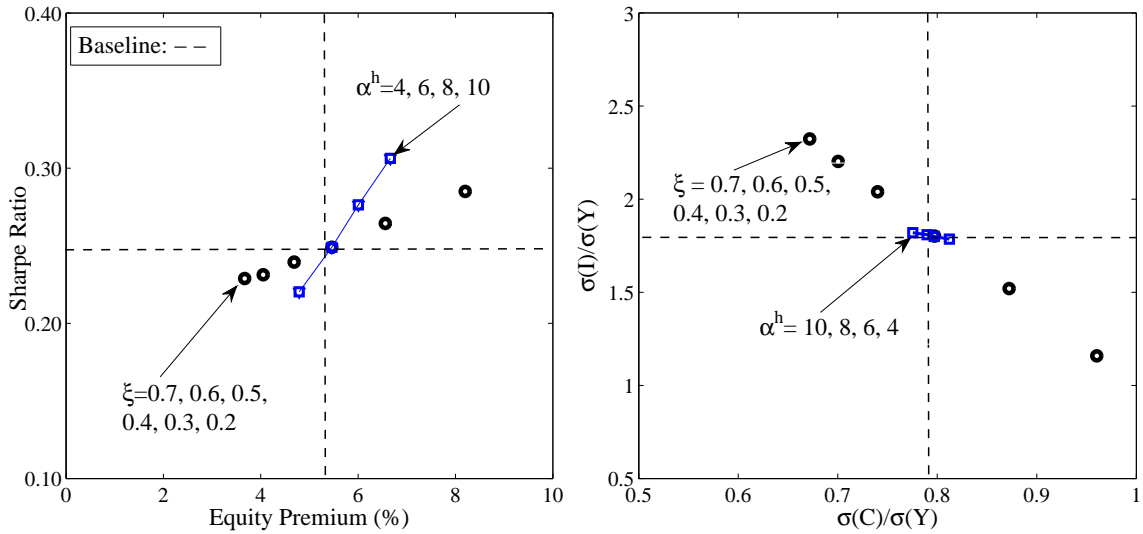 0.40
0.30
0.20
0.10
Sharpe Ratio
Baseline: – –
α^h=4, 6, 8, 10
ξ=0.7, 0.6, 0.5,
0.4, 0.3, 0.2
0 2 4 6 8 10
Equity Premium (%)
3
2.5
2
1.5
1
0.5
σ(I)/σ(Y)
ξ = 0.7, 0.6, 0.5,
0.4, 0.3, 0.2
α^h= 10, 8, 6, 4
0.5 0.6 0.7 0.8 0.9 1
σ(C)/σ(Y)